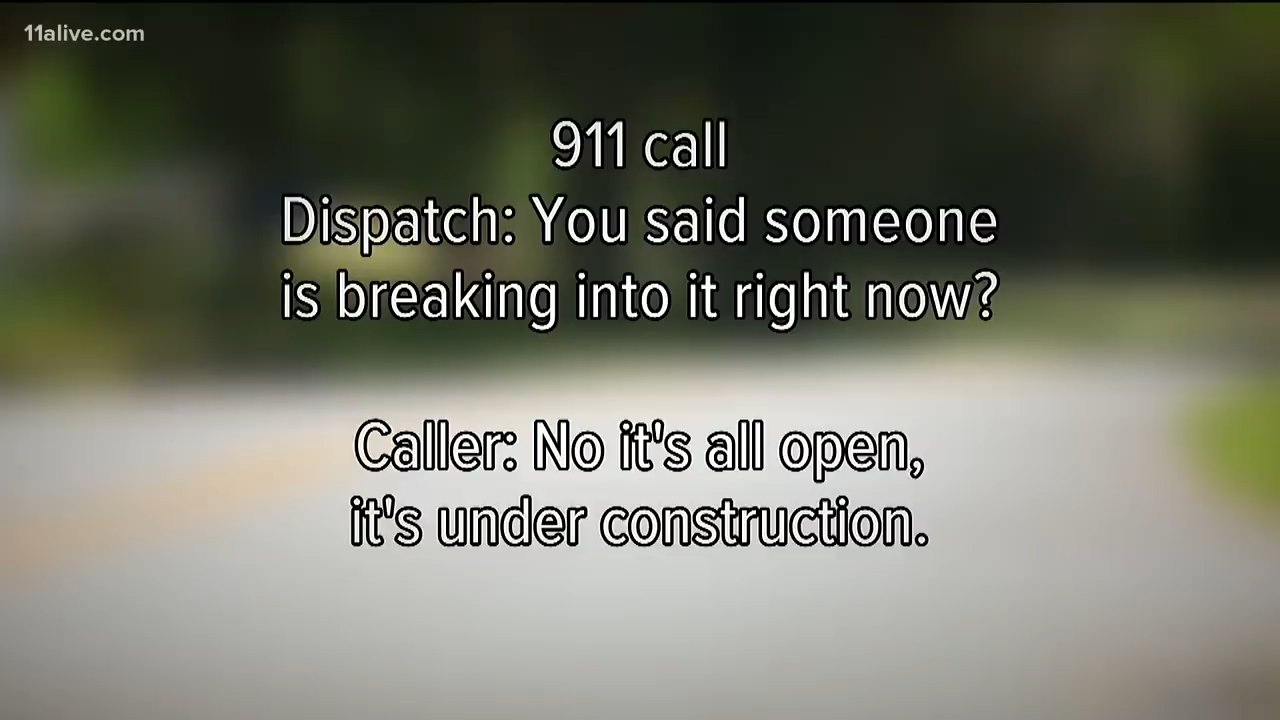 11alive.com
911 call
Dispatch: You said someone
is breaking into it right now?
Caller: No it's all open,
it's under construction.